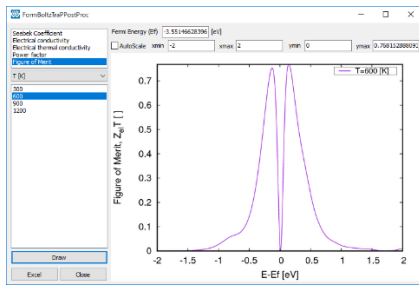 FormBoltzTraPPostProc
Seebek Coefficient
Electrical conductivity
Electrical thermal conductivity
Power factor
Figure of Merit
T [K]
300
600
900
1200
Draw
Excel
Close
Fermi Energy (Ef) -3.55146628396 [eV]
AutoScale xmin -2 xmax 2 ymin 0 ymax 0.758152888093
T=600 [K]
Figure of Merit, ZelT [ ]
0.7
0.6
0.5
0.4
0.3
0.2
0.1
0
-2 -1.5 -1 -0.5 0 0.5 1 1.5 2
E-Ef [eV]